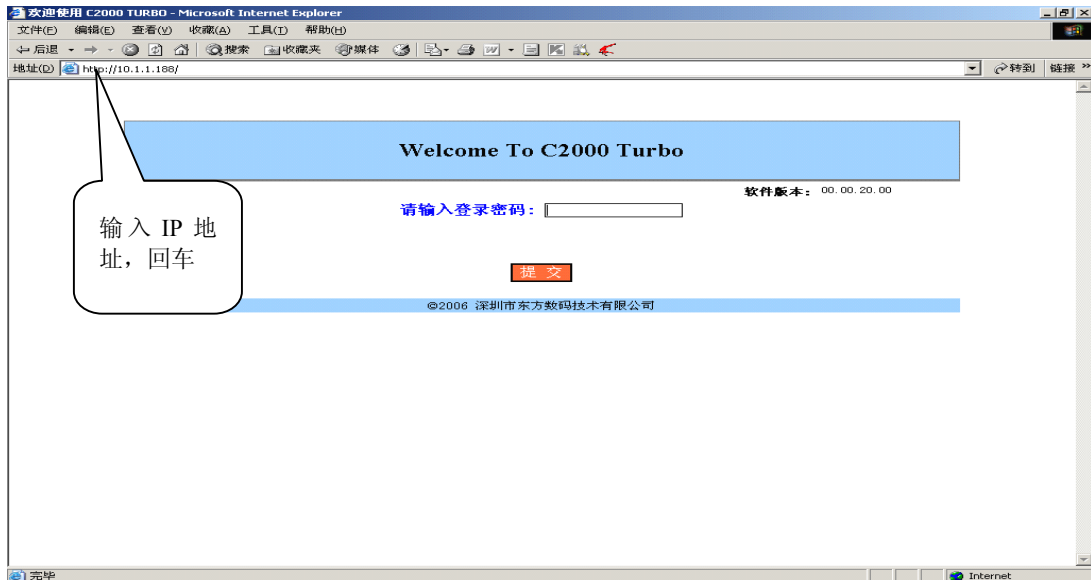 欢迎使用 C2000 TURBO - Microsoft Internet Explorer
文件(F) 编辑(E) 查看(V) 收藏(A) 工具(T) 帮助(H)
后退 搜索 收藏夹 媒体
地址(D) http://10.1.1.188/ 转到 链接 »
Welcome To C2000 Turbo
软件版本: 00.00.20.00
请输入登录密码:
输入 IP 地
址，回车
提 交
©2006 深圳市东方数码技术有限公司
完毕 Internet